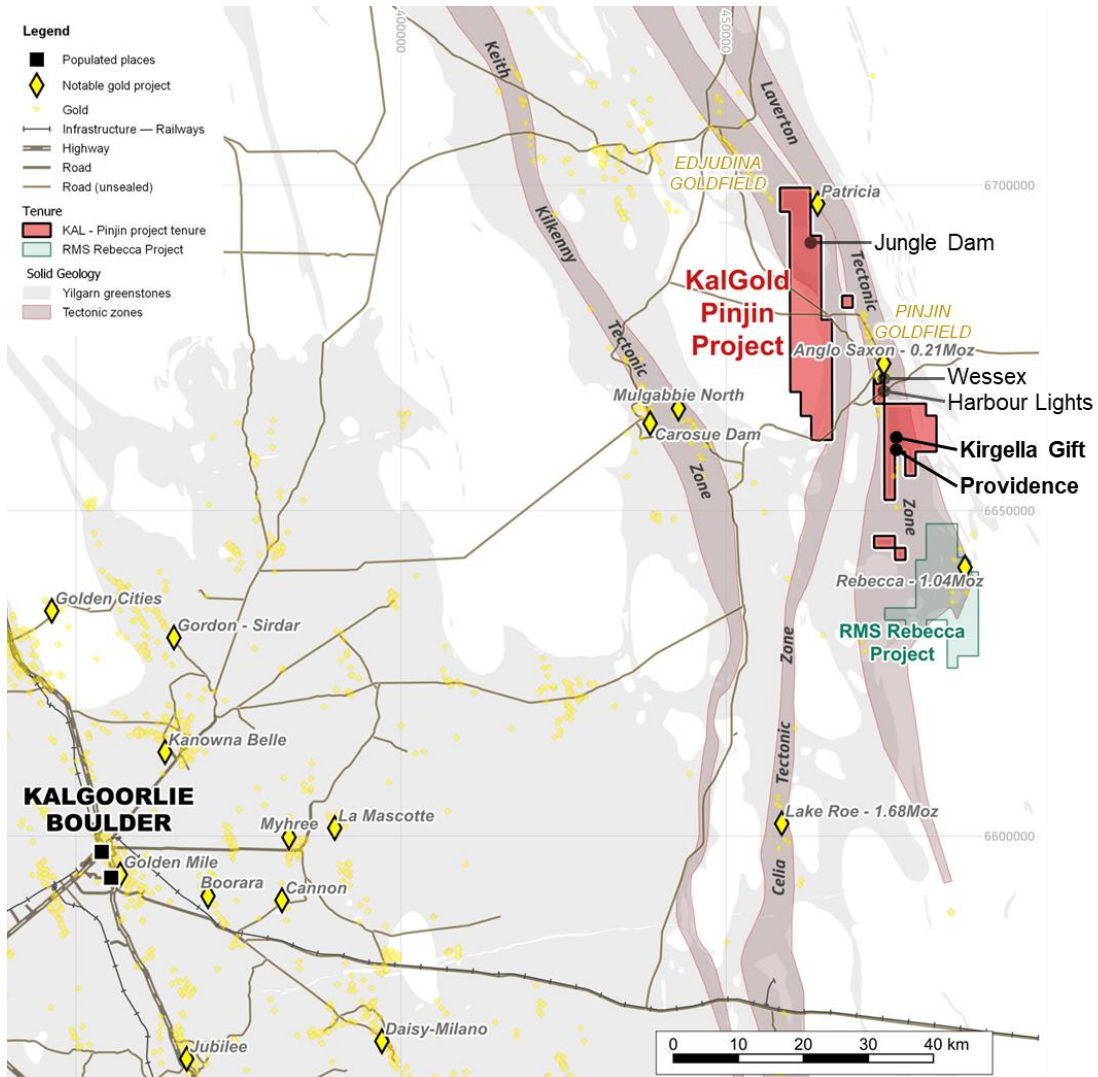 Legend
Populated places
Notable gold project
Gold
Infrastructure — Railways
Highway
Road
Road (unsealed)
Tenure
KAL - Pinjin project tenure
RMS Rebecca Project
Solid Geology
Yilgarn greenstones
Tectonic zones
400000
450000
Keith
Kilkenny
Tectonic
Zone
Laverton
Tectonic
Zone
EDJUDINA
GOLDFIELD
Patricia
6700000
Jungle Dam
KalGold
Pinjin
Project
PINJIN
GOLDFIELD
Anglo Saxon - 0.21Moz
Wessex
Harbour Lights
Mulgabbie North
Carosue Dam
Kirgella Gift
Providence
6650000
Rebecca - 1.04Moz
RMS Rebecca
Project
Golden Cities
Gordon - Sirdar
Kanowna Belle
Zone
Tectonic
Celia
Lake Roe - 1.68Moz
6600000
KALGOORLIE
BOULDER
Myhree
La Mascotte
Golden Mile
Boorara
Cannon
Daisy-Milano
Jubilee
0 10 20 30 40 km